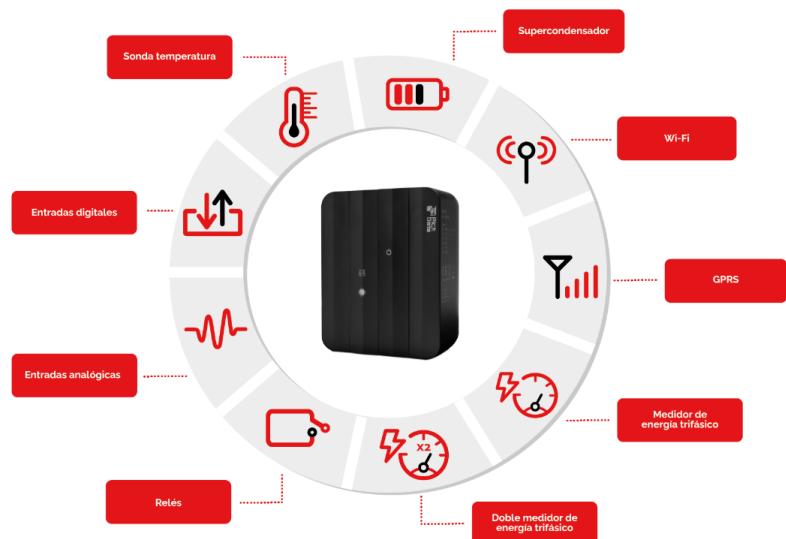 Supercondensador
Sonda temperatura
Wi-Fi
Entradas digitales
GPRS
Entradas analógicas
Medidor de
energía trifásico
x2
Relés
Doble medidor de
energía trifásico